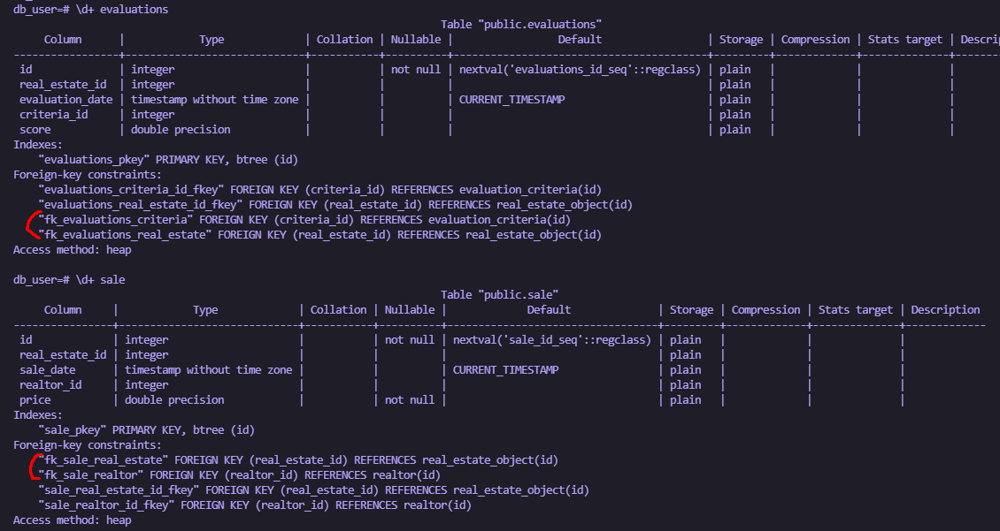 db_user=# \d+ evaluations
Table "public.evaluations"
Column | Type | Collation | Nullable | Default | Storage | Compression | Stats target | Descri
-----------------+-----------------------------+-----------+----------+-----------------------------------------+---------+-------------+--------------+-------
id | integer | | not null | nextval('evaluations_id_seq'::regclass) | plain | | |
real_estate_id | integer | | | | plain | | |
evaluation_date | timestamp without time zone | | | CURRENT_TIMESTAMP | plain | | |
criteria_id | integer | | | | plain | | |
score | double precision | | | | plain | | |
Indexes:
"evaluations_pkey" PRIMARY KEY, btree (id)
Foreign-key constraints:
"evaluations_criteria_id_fkey" FOREIGN KEY (criteria_id) REFERENCES evaluation_criteria(id)
"evaluations_real_estate_id_fkey" FOREIGN KEY (real_estate_id) REFERENCES real_estate_object(id)
"fk_evaluations_criteria" FOREIGN KEY (criteria_id) REFERENCES evaluation_criteria(id)
"fk_evaluations_real_estate" FOREIGN KEY (real_estate_id) REFERENCES real_estate_object(id)
Access method: heap
db_user=# \d+ sale
Table "public.sale"
Column | Type | Collation | Nullable | Default | Storage | Compression | Stats target | Description
----------------+-----------------------------+-----------+----------+----------------------------------+---------+-------------+--------------+-------------
id | integer | | not null | nextval('sale_id_seq'::regclass) | plain | | |
real_estate_id | integer | | | | plain | | |
sale_date | timestamp without time zone | | | CURRENT_TIMESTAMP | plain | | |
realtor_id | integer | | | | plain | | |
price | double precision | | not null | | plain | | |
Indexes:
"sale_pkey" PRIMARY KEY, btree (id)
Foreign-key constraints:
"fk_sale_real_estate" FOREIGN KEY (real_estate_id) REFERENCES real_estate_object(id)
"fk_sale_realtor" FOREIGN KEY (realtor_id) REFERENCES realtor(id)
"sale_real_estate_id_fkey" FOREIGN KEY (real_estate_id) REFERENCES real_estate_object(id)
"sale_realtor_id_fkey" FOREIGN KEY (realtor_id) REFERENCES realtor(id)
Access method: heap